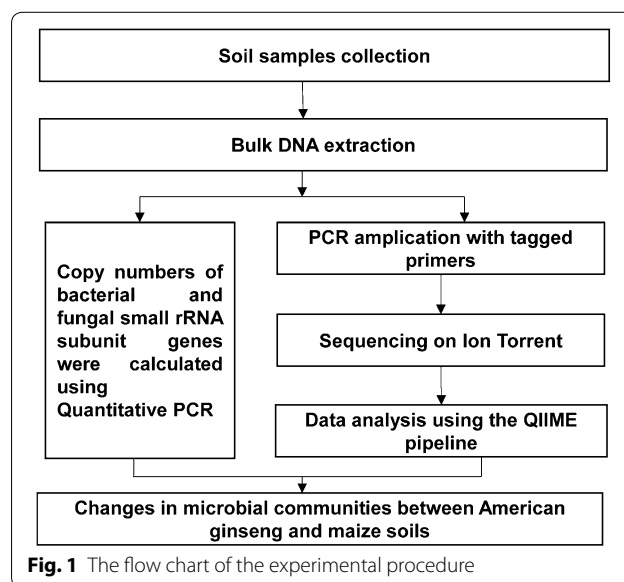 Soil samples collection
Bulk DNA extraction
Copy numbers of
bacterial and
fungal small rRNA
subunit genes
were calculated
using
Quantitative PCR
PCR amplication with tagged
primers
Sequencing on Ion Torrent
Data analysis using the QIIME
pipeline
Changes in microbial communities between American
ginseng and maize soils
Fig. 1 The flow chart of the experimental procedure